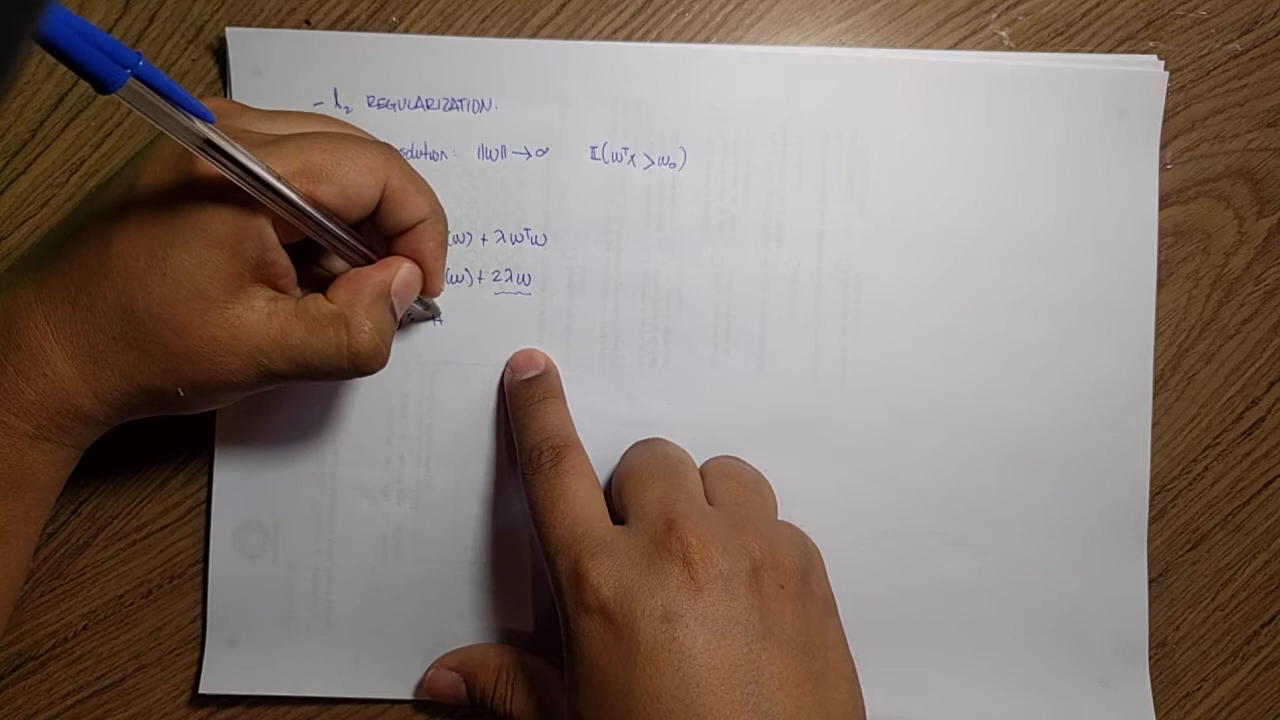 - l₂ REGULARIZATION.
solution: ||w|| → ∞ 𝕀(wᵀx > w₀)
(w) + λwᵀw
(w) + 2λw
H